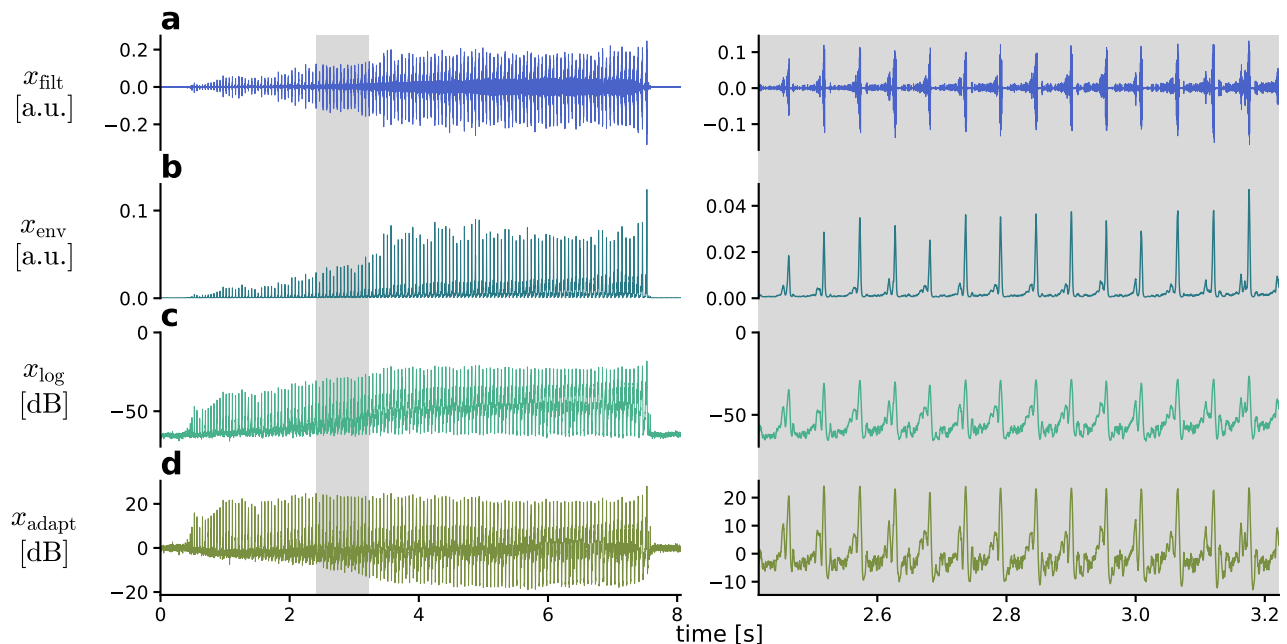 a
x_filt
[a.u.]
0.2
0.0
−0.2
0.1
0.0
−0.1
b
x_env
[a.u.]
0.1
0.0
0.04
0.02
0.00
c
x_log
[dB]
0
−50
0
−50
d
x_adapt
[dB]
20
0
−20
20
10
0
−10
0
2
4
6
8
2.6
2.8
3.0
3.2
time [s]